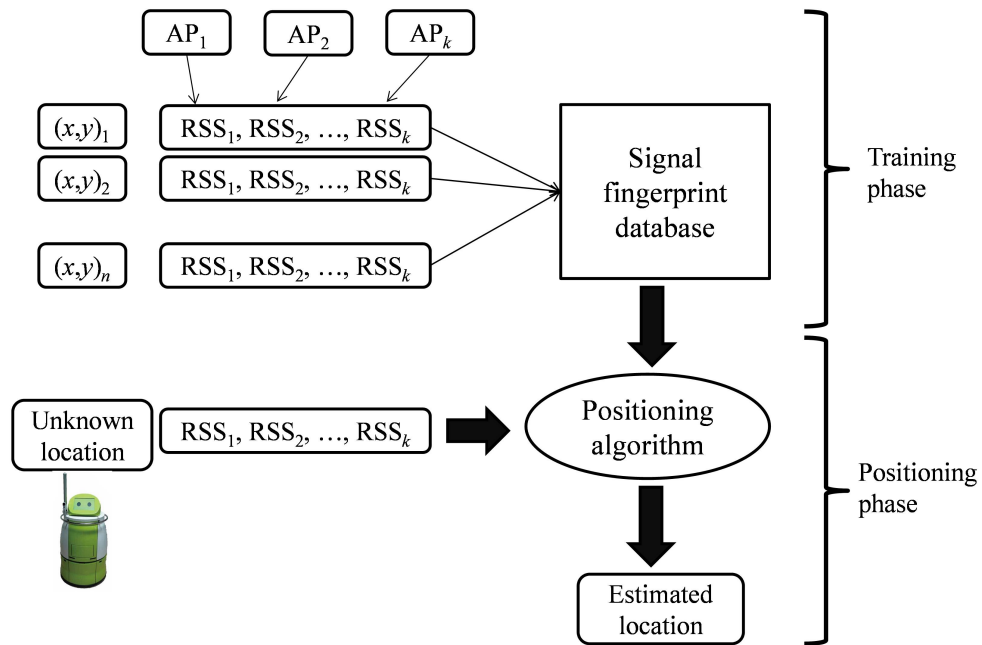 AP₁ AP₂ APₖ
(x,y)₁ RSS₁, RSS₂, ..., RSSₖ
(x,y)₂ RSS₁, RSS₂, ..., RSSₖ
(x,y)ₙ RSS₁, RSS₂, ..., RSSₖ
Signal
fingerprint
database
Training
phase
Unknown
location
RSS₁, RSS₂, ..., RSSₖ
Positioning
algorithm
Positioning
phase
Estimated
location